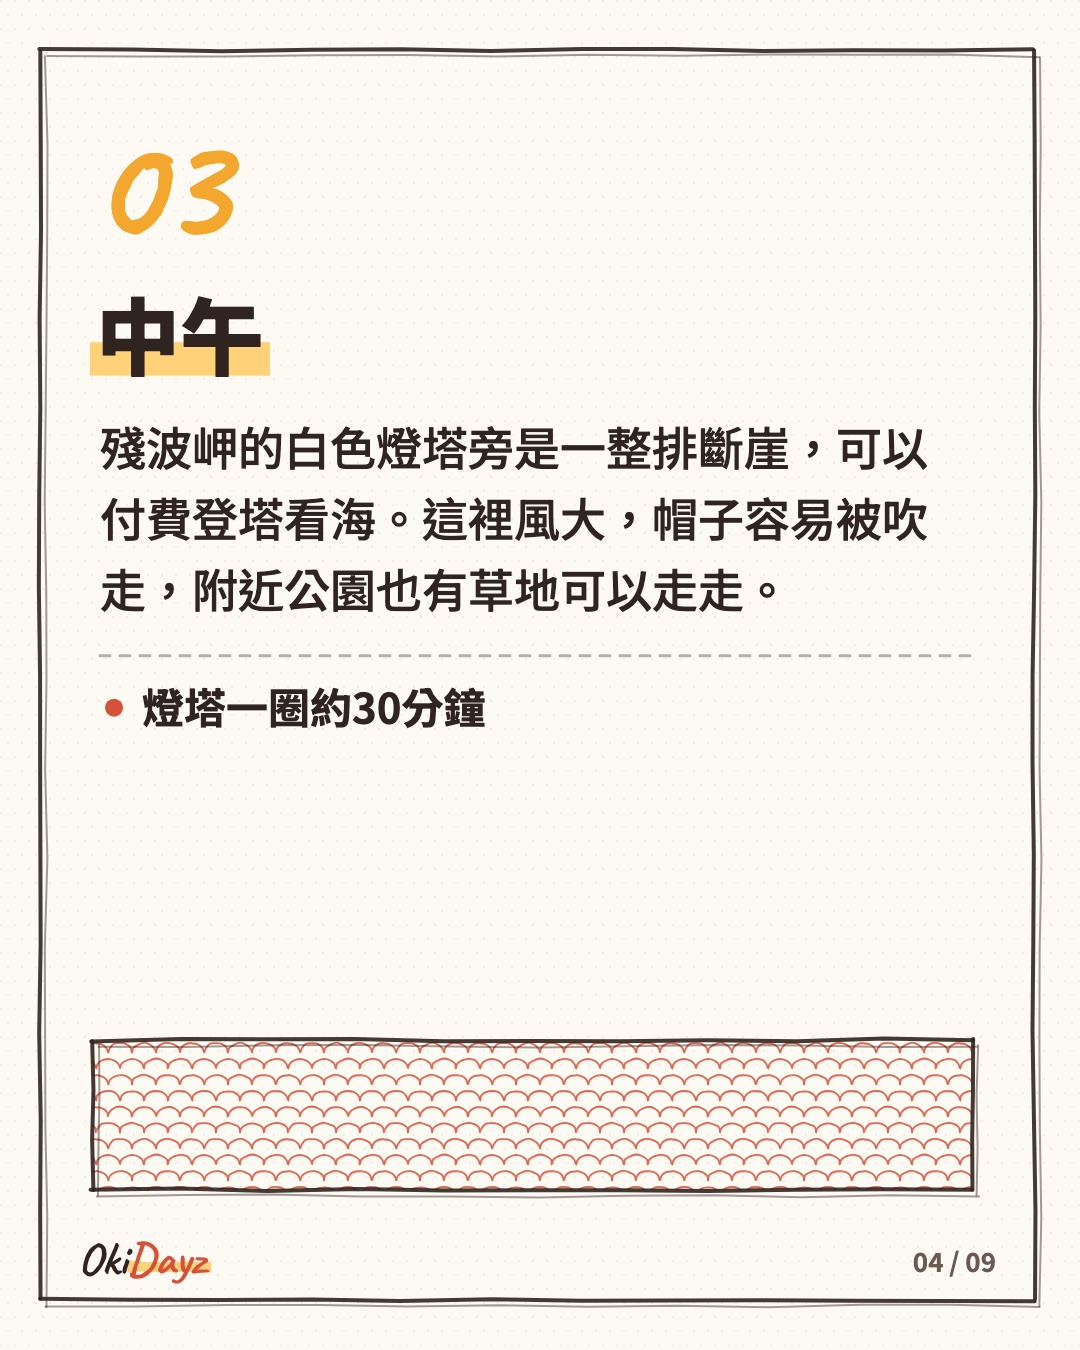 03
中午
殘波岬的白色燈塔旁是一整排斷崖，可以
付費登塔看海。這裡風大，帽子容易被吹
走，附近公園也有草地可以走走。
燈塔一圈約30分鐘
OkiDayz
04 / 09